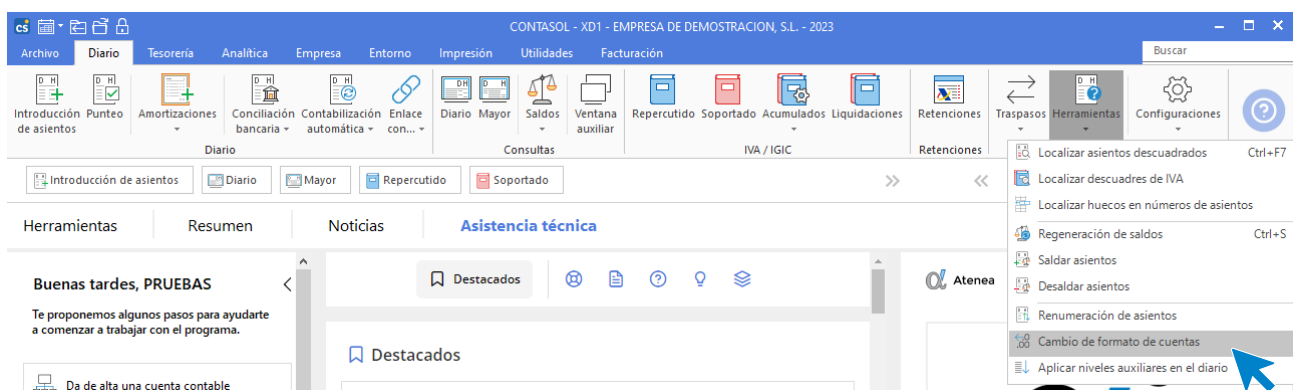 cs
CONTASOL - XD1 - EMPRESA DE DEMOSTRACION, S.L. - 2023
Archivo Diario Tesorería Analítica Empresa Entorno Impresión Utilidades Facturación Buscar
Introducción de asientos
Punteo
Amortizaciones
Conciliación bancaria
Contabilización automática
Enlace con...
Diario
Mayor
Saldos
Ventana auxiliar
Repercutido
Soportado
Acumulados
Liquidaciones
Retenciones
Traspasos
Herramientas
Configuraciones
Diario Consultas IVA / IGIC Retenciones
Introducción de asientos Diario Mayor Repercutido Soportado
Localizar asientos descuadrados Ctrl+F7
Localizar descuadres de IVA
Localizar huecos en números de asientos
Regeneración de saldos Ctrl+S
Saldar asientos
Desaldar asientos
Renumeración de asientos
Cambio de formato de cuentas
Aplicar niveles auxiliares en el diario
Herramientas Resumen Noticias Asistencia técnica
Buenas tardes, PRUEBAS
Te proponemos algunos pasos para ayudarte
a comenzar a trabajar con el programa.
Da de alta una cuenta contable
Destacados
Destacados
Atenea